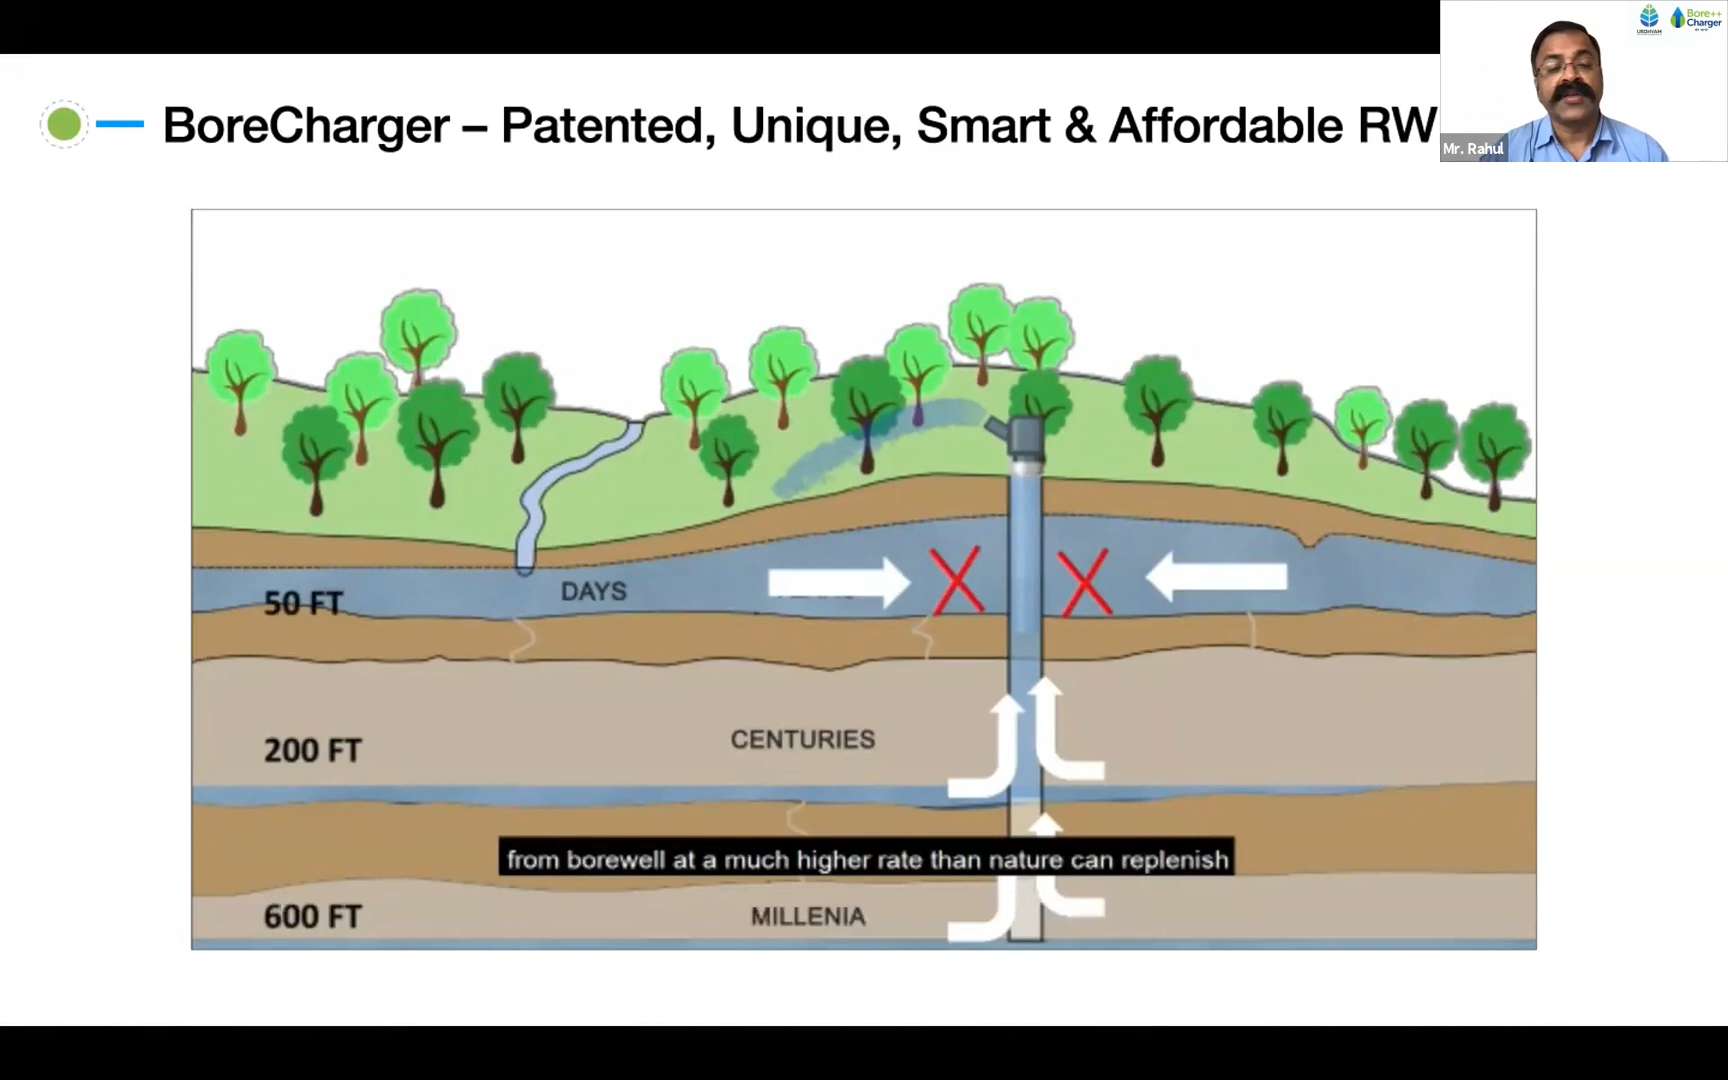 BoreCharger – Patented, Unique, Smart & Affordable RW
Mr. Rahul
URDHVAM
Bore++
Charger
50 FT
DAYS
200 FT
CENTURIES
from borewell at a much higher rate than nature can replenish
600 FT
MILLENIA